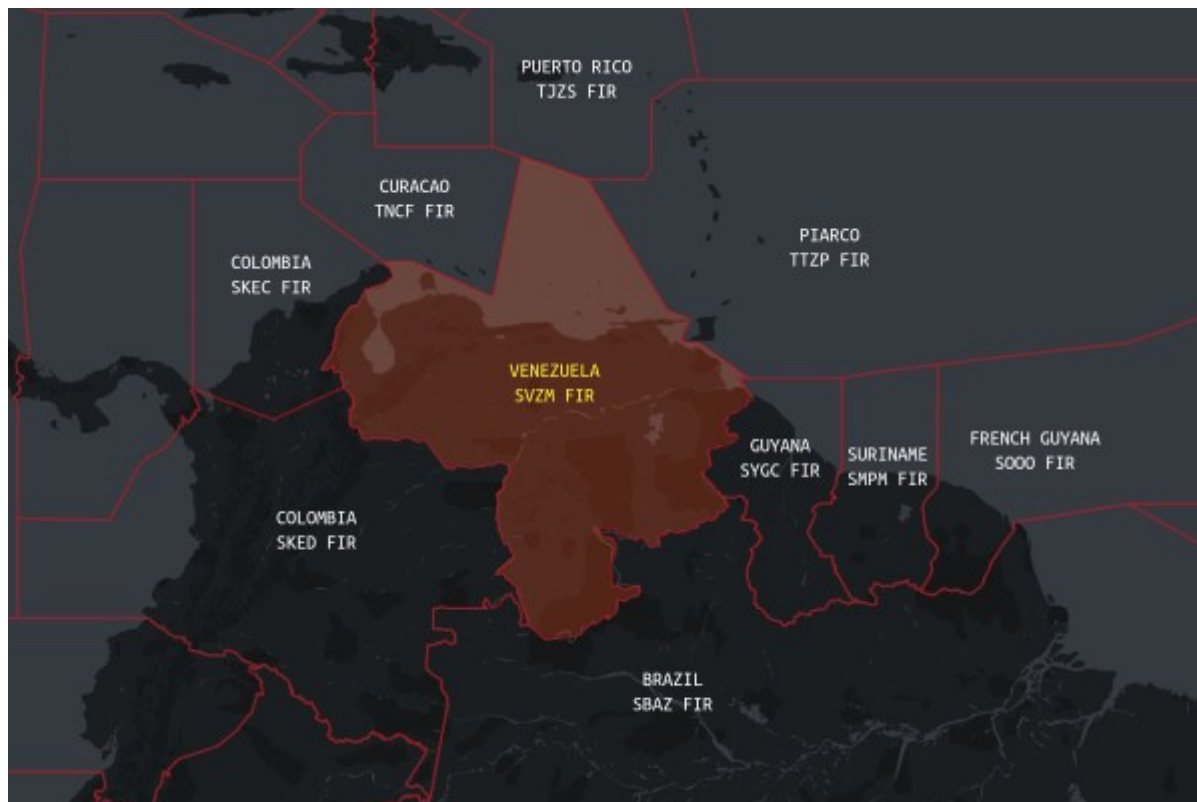 PUERTO RICO
TJZS FIR
CURACAO
TNCF FIR
PIARCO
TTZP FIR
COLOMBIA
SKEC FIR
VENEZUELA
SVZM FIR
GUYANA
SYGC FIR
SURINAME
SMPM FIR
FRENCH GUYANA
SOOO FIR
COLOMBIA
SKED FIR
BRAZIL
SBAZ FIR